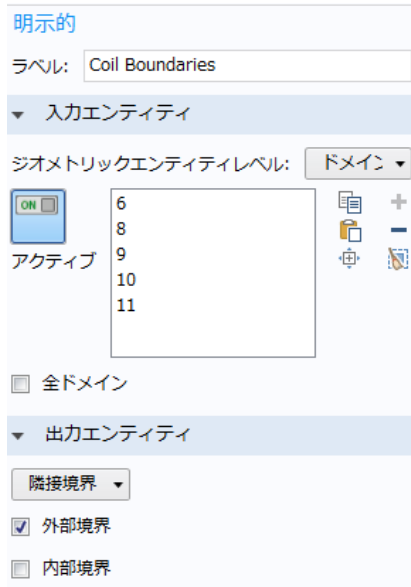 明示的
ラベル: Coil Boundaries
入力エンティティ
ジオメトリックエンティティレベル: ドメイン
ON
6
8
9
10
11
アクティブ
全ドメイン
出力エンティティ
隣接境界
外部境界
内部境界